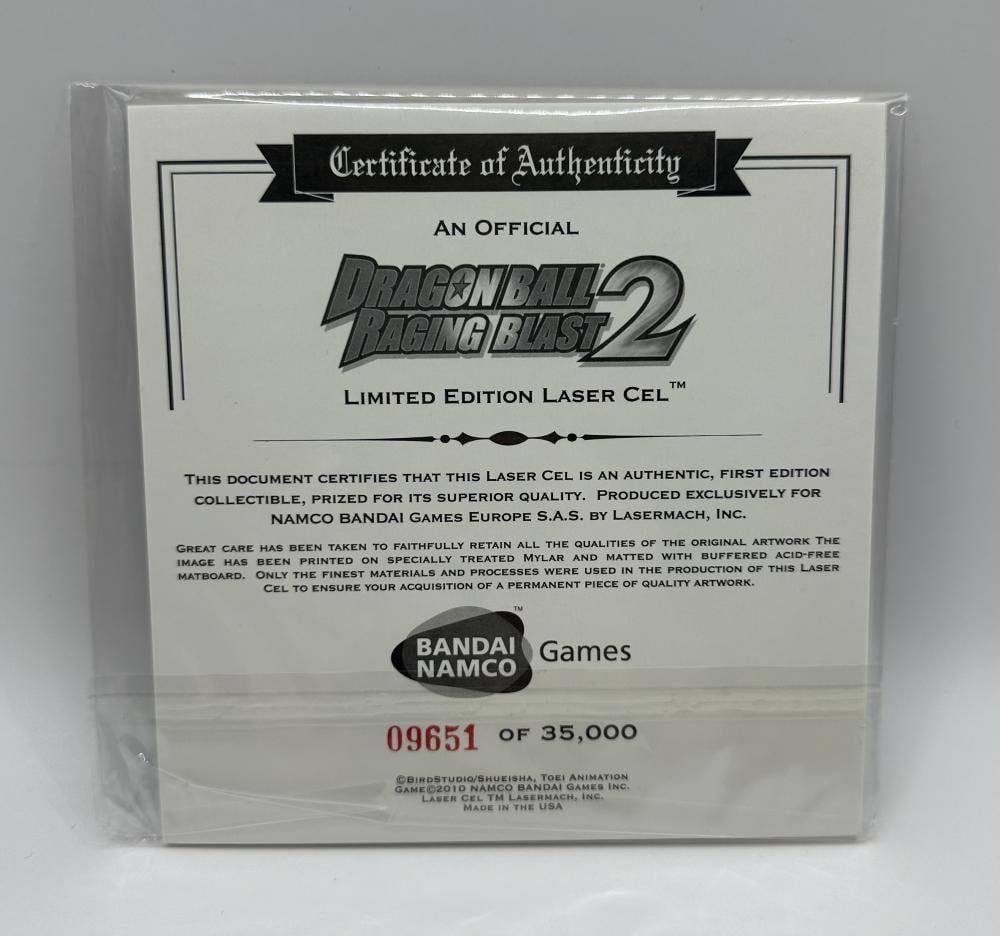 Certificate of Authenticity
AN OFFICIAL
DRAGON BALL
RAGING BLAST 2
LIMITED EDITION LASER CEL™
THIS DOCUMENT CERTIFIES THAT THIS LASER CEL IS AN AUTHENTIC, FIRST EDITION
COLLECTIBLE, PRIZED FOR ITS SUPERIOR QUALITY. PRODUCED EXCLUSIVELY FOR
NAMCO BANDAI GAMES EUROPE S.A.S. BY LASERMACH, INC.
GREAT CARE HAS BEEN TAKEN TO FAITHFULLY RETAIN ALL THE QUALITIES OF THE ORIGINAL ARTWORK THE
IMAGE HAS BEEN PRINTED ON SPECIALLY TREATED MYLAR AND MATTED WITH BUFFERED ACID-FREE
MATBOARD. ONLY THE FINEST MATERIALS AND PROCESSES WERE USED IN THE PRODUCTION OF THIS LASER
CEL TO ENSURE YOUR ACQUISITION OF A PERMANENT PIECE OF QUALITY ARTWORK.
BANDAI
NAMCO Games ™
09651 OF 35,000
©BIRDSTUDIO/SHUEISHA, TOEI ANIMATION
GAME©2010 NAMCO BANDAI GAMES INC.
LASER CEL TM LASERMACH, INC.
MADE IN THE USA